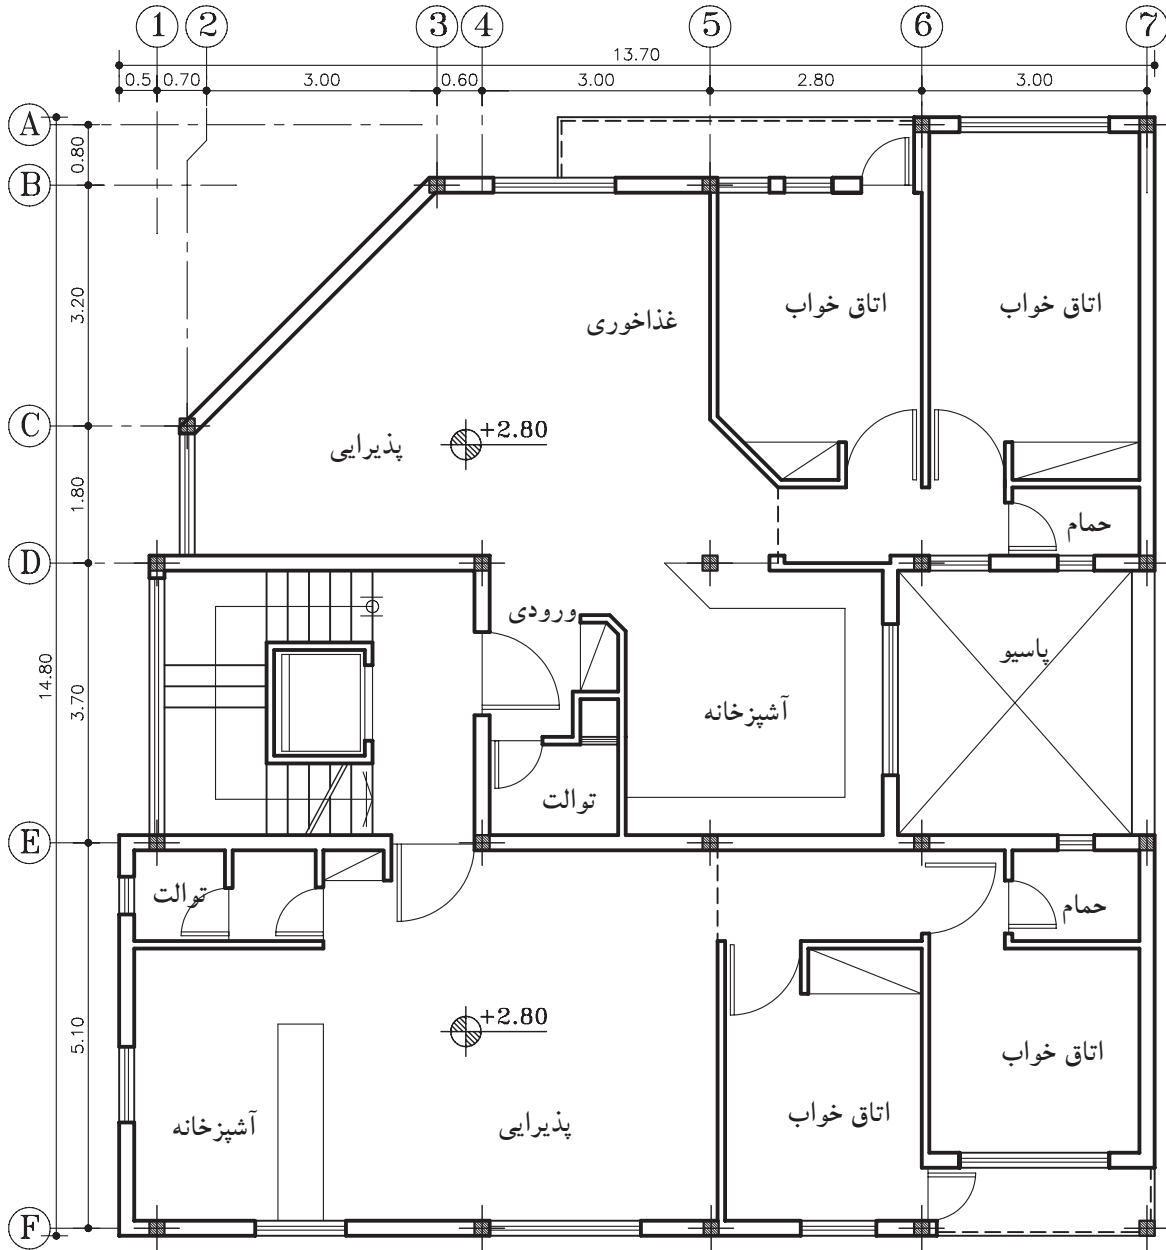 1 2 3 4 5 6 7
13.70
0.5 0.70 3.00 0.60 3.00 2.80 3.00
A
0.80
B
3.20
اتاق خواب
اتاق خواب
غذاخوری
C
+2.80
پذیرایی
1.80
حمام
D
ورودی
پاسیو
14.80
3.70
آشپزخانه
توالت
E
توالت
حمام
+2.80
5.10
اتاق خواب
اتاق خواب
پذیرایی
آشپزخانه
F